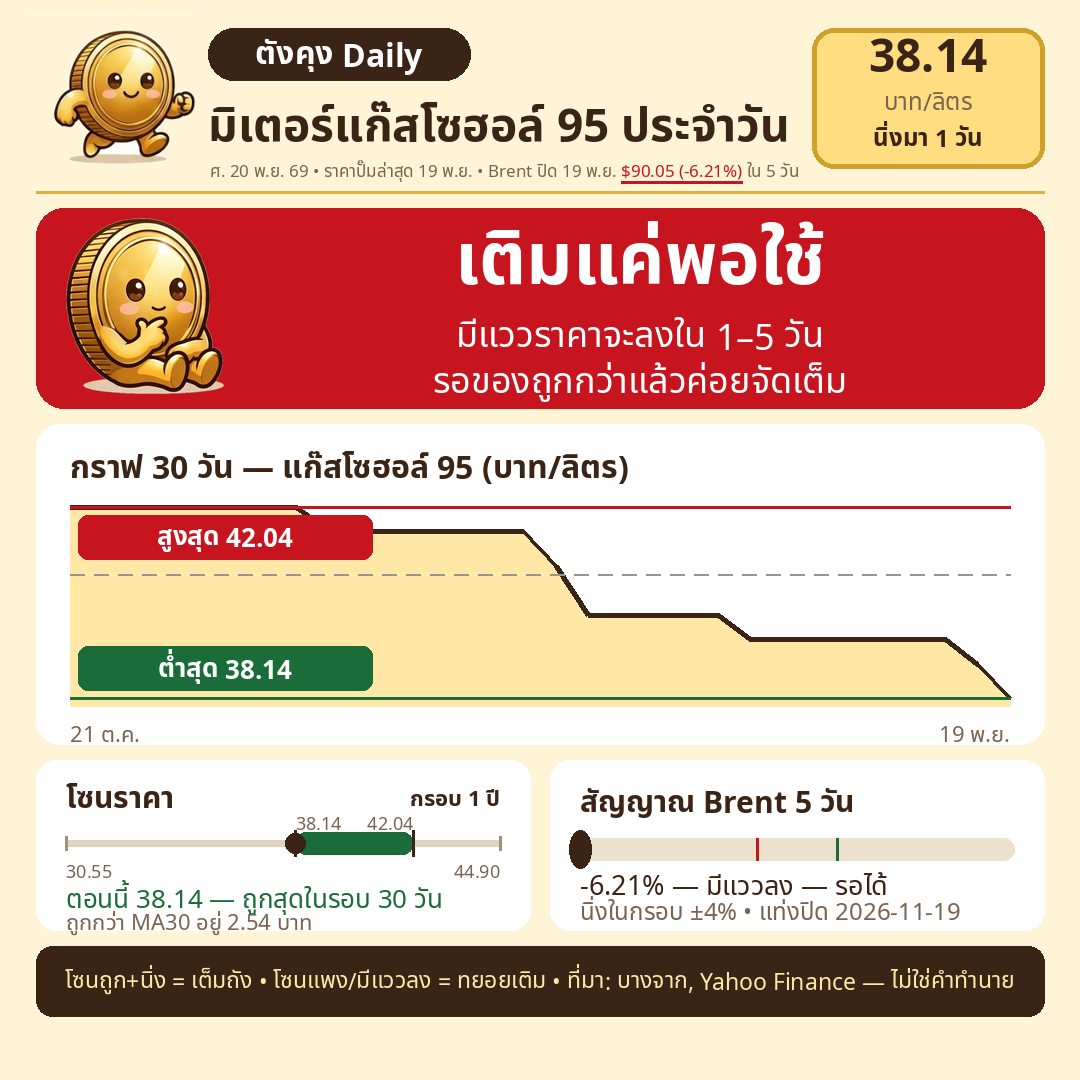 ตังคุง Daily
มิเตอร์แก๊สโซฮอล์ 95 ประจำวัน
ศ. 20 พ.ย. 69 • ราคาปั๊มล่าสุด 19 พ.ย. • Brent ปิด 19 พ.ย. $90.05 (-6.21%) ใน 5 วัน
38.14
บาท/ลิตร
นิ่งมา 1 วัน
เติมแค่พอใช้
มีแววราคาจะลงใน 1–5 วัน
รอของถูกกว่าแล้วค่อยจัดเต็ม
กราฟ 30 วัน — แก๊สโซฮอล์ 95 (บาท/ลิตร)
สูงสุด 42.04
ต่ำสุด 38.14
21 ต.ค.
19 พ.ย.
โซนราคา
กรอบ 1 ปี
38.14
42.04
30.55
44.90
ตอนนี้ 38.14 — ถูกสุดในรอบ 30 วัน
ถูกกว่า MA30 อยู่ 2.54 บาท
สัญญาณ Brent 5 วัน
-6.21% — มีแววลง — รอได้
นิ่งในกรอบ ±4% • แท่งปิด 2026-11-19
โซนถูก+นิ่ง = เต็มถัง • โซนแพง/มีแววลง = ทยอยเติม • ที่มา: บางจาก, Yahoo Finance — ไม่ใช่คำทำนาย